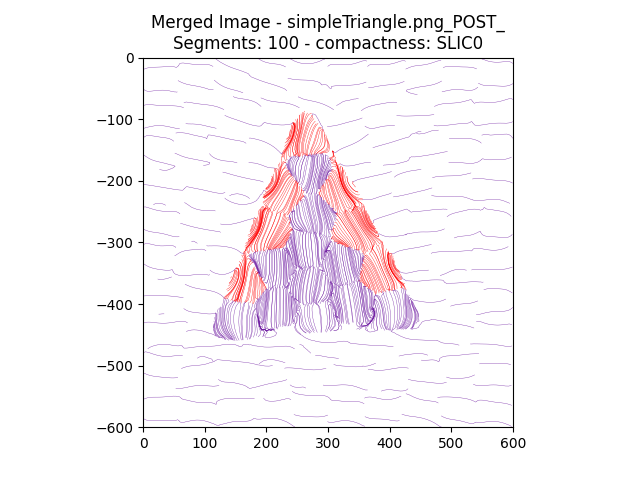 Merged Image - simpleTriangle.png_POST_
Segments: 100 - compactness: SLIC0
0
−100
−200
−300
−400
−500
−600
0 100 200 300 400 500 600